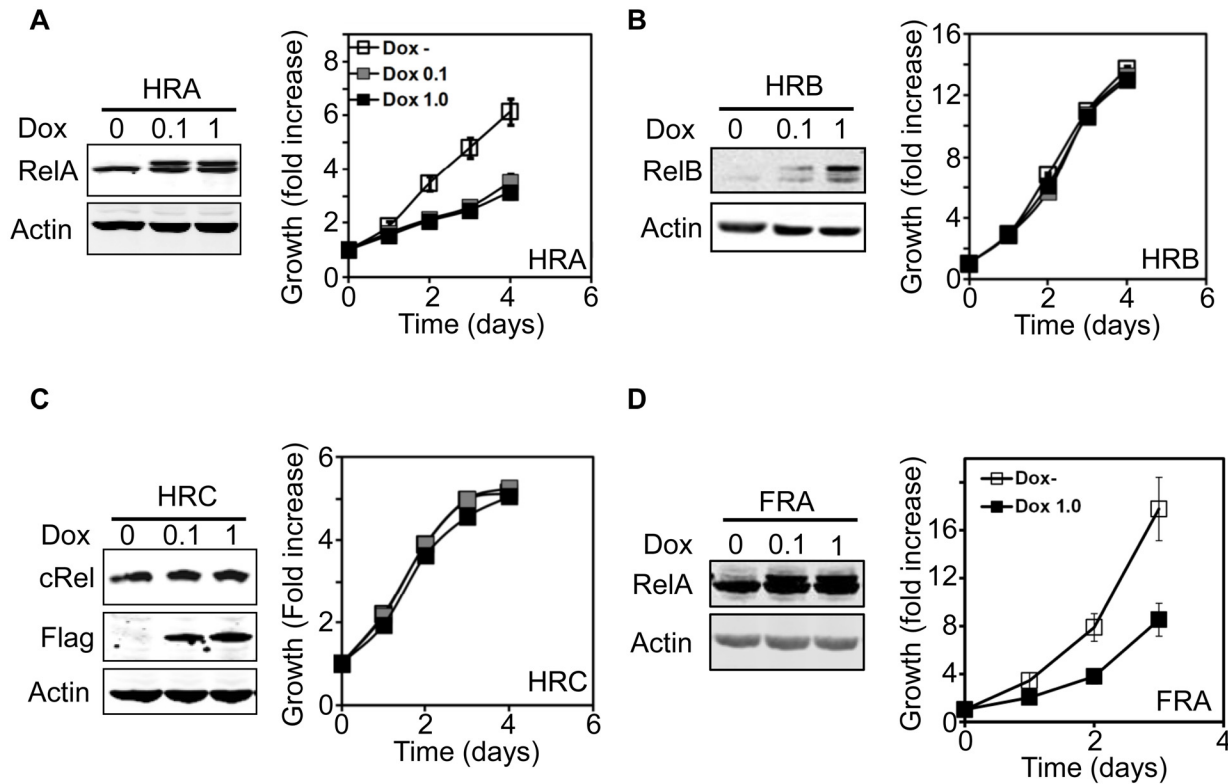 A
HRA
Dox 0 0.1 1
RelA
Actin
Growth (fold increase)
8
6
4
2
0
Dox -
Dox 0.1
Dox 1.0
HRA
0 2 4 6
Time (days)
B
HRB
Dox 0 0.1 1
RelB
Actin
Growth (fold increase)
16
12
8
4
0
HRB
0 2 4 6
Time (days)
C
HRC
Dox 0 0.1 1
cRel
Flag
Actin
Growth (Fold increase)
6
4
2
0
HRC
0 2 4 6
Time (days)
D
FRA
Dox 0 0.1 1
RelA
Actin
Growth (fold increase)
16
12
8
4
0
Dox-
Dox 1.0
FRA
0 2 4
Time (days)